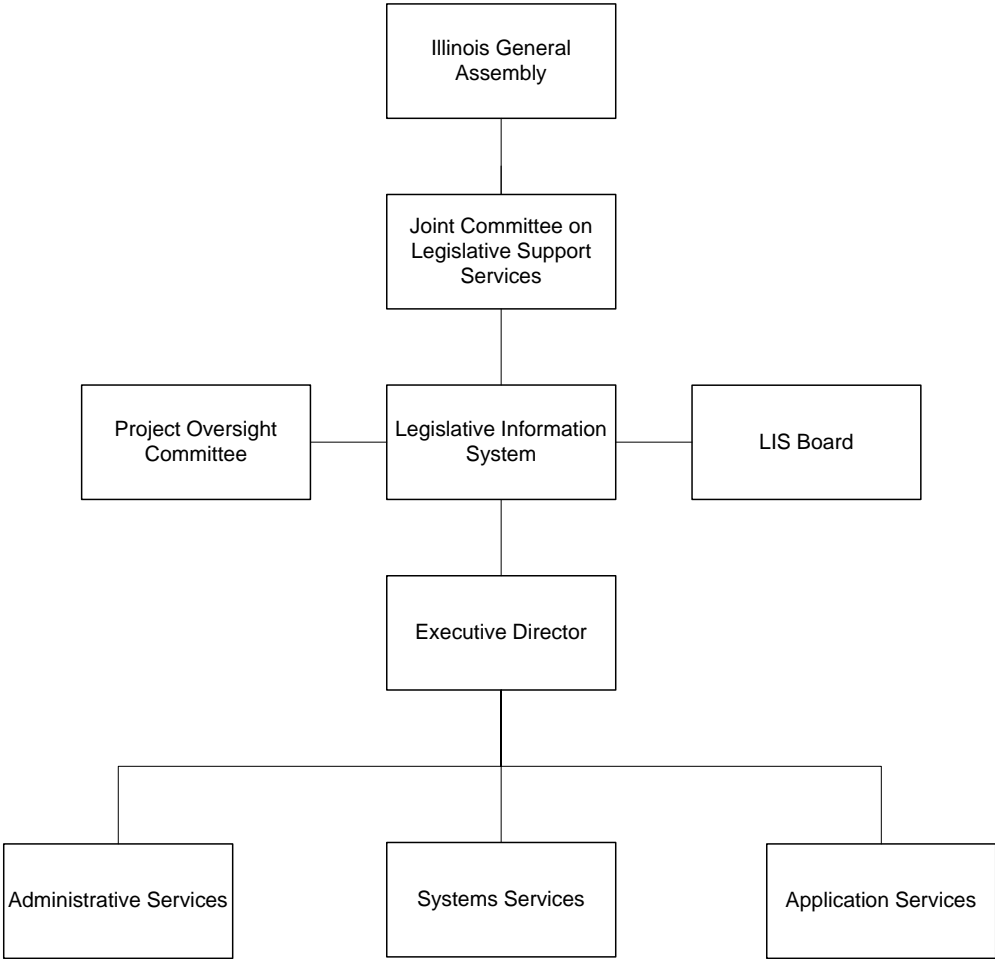 Illinois General
Assembly
Joint Committee on
Legislative Support
Services
Project Oversight
Committee
Legislative Information
System
LIS Board
Executive Director
Administrative Services
Systems Services
Application Services